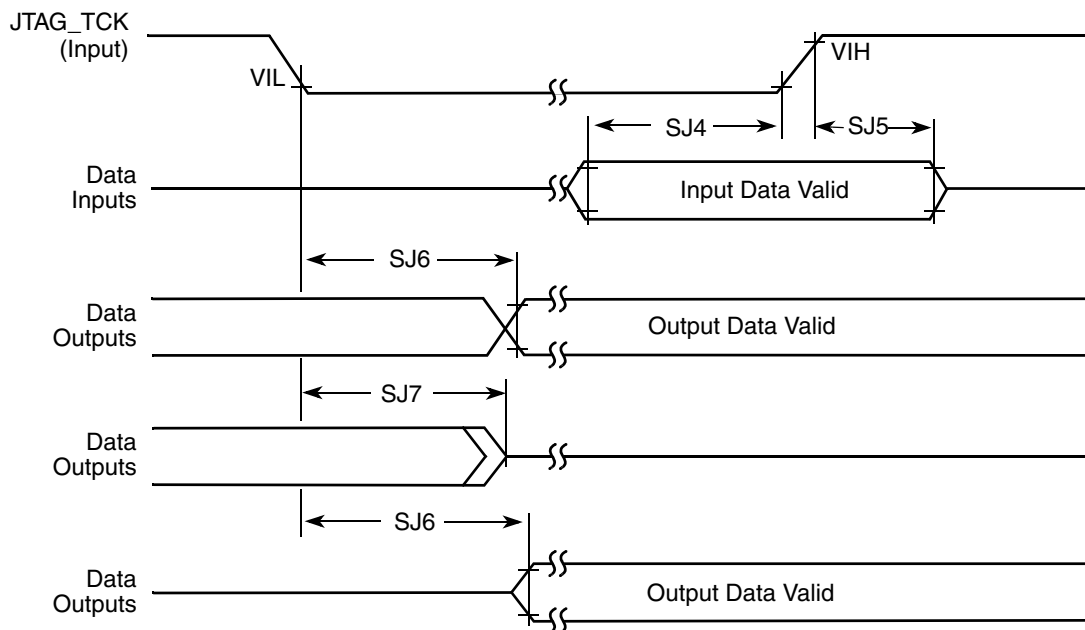 JTAG_TCK
(Input)
VIL
VIH
SJ4
SJ5
Data
Inputs
Input Data Valid
SJ6
Data
Outputs
Output Data Valid
SJ7
Data
Outputs
SJ6
Data
Outputs
Output Data Valid